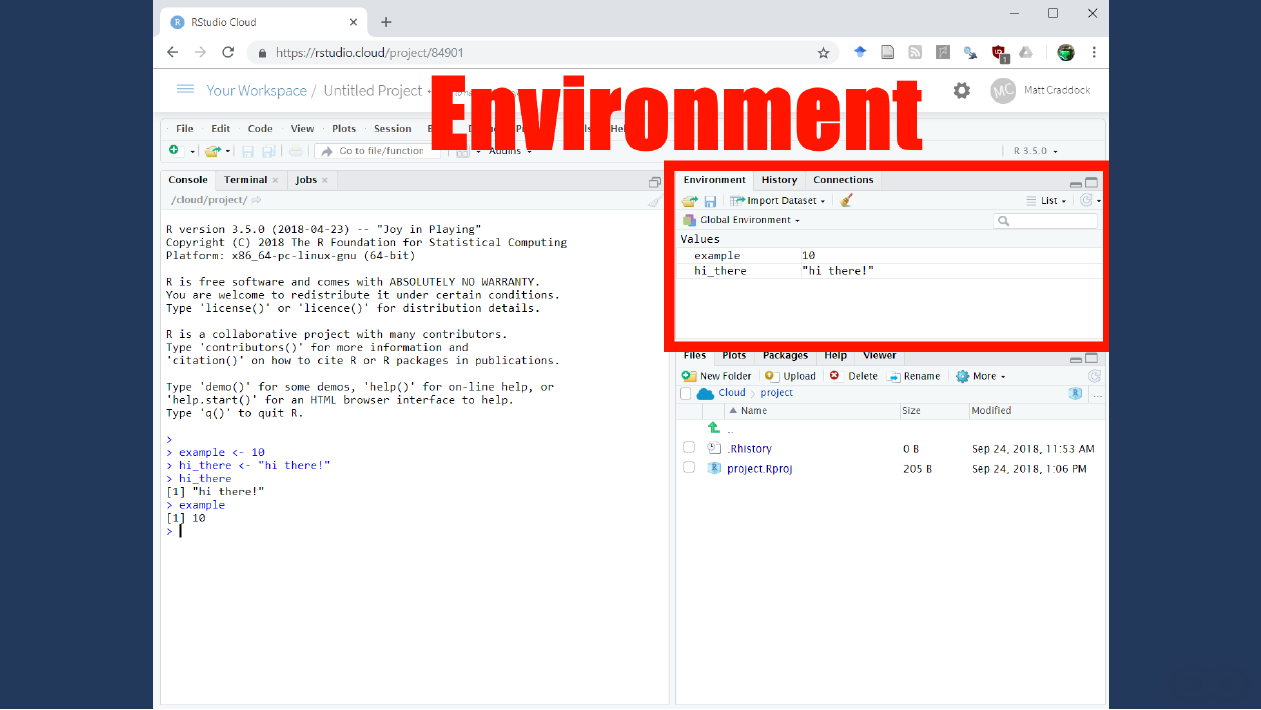 RStudio Cloud
https://rstudio.cloud/project/84901
1
Your Workspace / Untitled Project
MC Matt Craddock
Environment
File Edit Code View Plots Session
Go to file/function Addins R 3.5.0
Console Terminal Jobs
/cloud/project/
R version 3.5.0 (2018-04-23) -- "Joy in Playing"
Copyright (C) 2018 The R Foundation for Statistical Computing
Platform: x86_64-pc-linux-gnu (64-bit)
R is free software and comes with ABSOLUTELY NO WARRANTY.
You are welcome to redistribute it under certain conditions.
Type 'license()' or 'licence()' for distribution details.
R is a collaborative project with many contributors.
Type 'contributors()' for more information and
'citation()' on how to cite R or R packages in publications.
Type 'demo()' for some demos, 'help()' for on-line help, or
'help.start()' for an HTML browser interface to help.
Type 'q()' to quit R.
>
> example <- 10
> hi_there <- "hi there!"
> hi_there
[1] "hi there!"
> example
[1] 10
>
Environment History Connections
Import Dataset List
Global Environment
Values
example 10
hi_there "hi there!"
Files Plots Packages Help Viewer
New Folder Upload Delete Rename More
Cloud project R ...
Name Size Modified
..
.Rhistory 0 B Sep 24, 2018, 11:53 AM
project.Rproj 205 B Sep 24, 2018, 1:06 PM